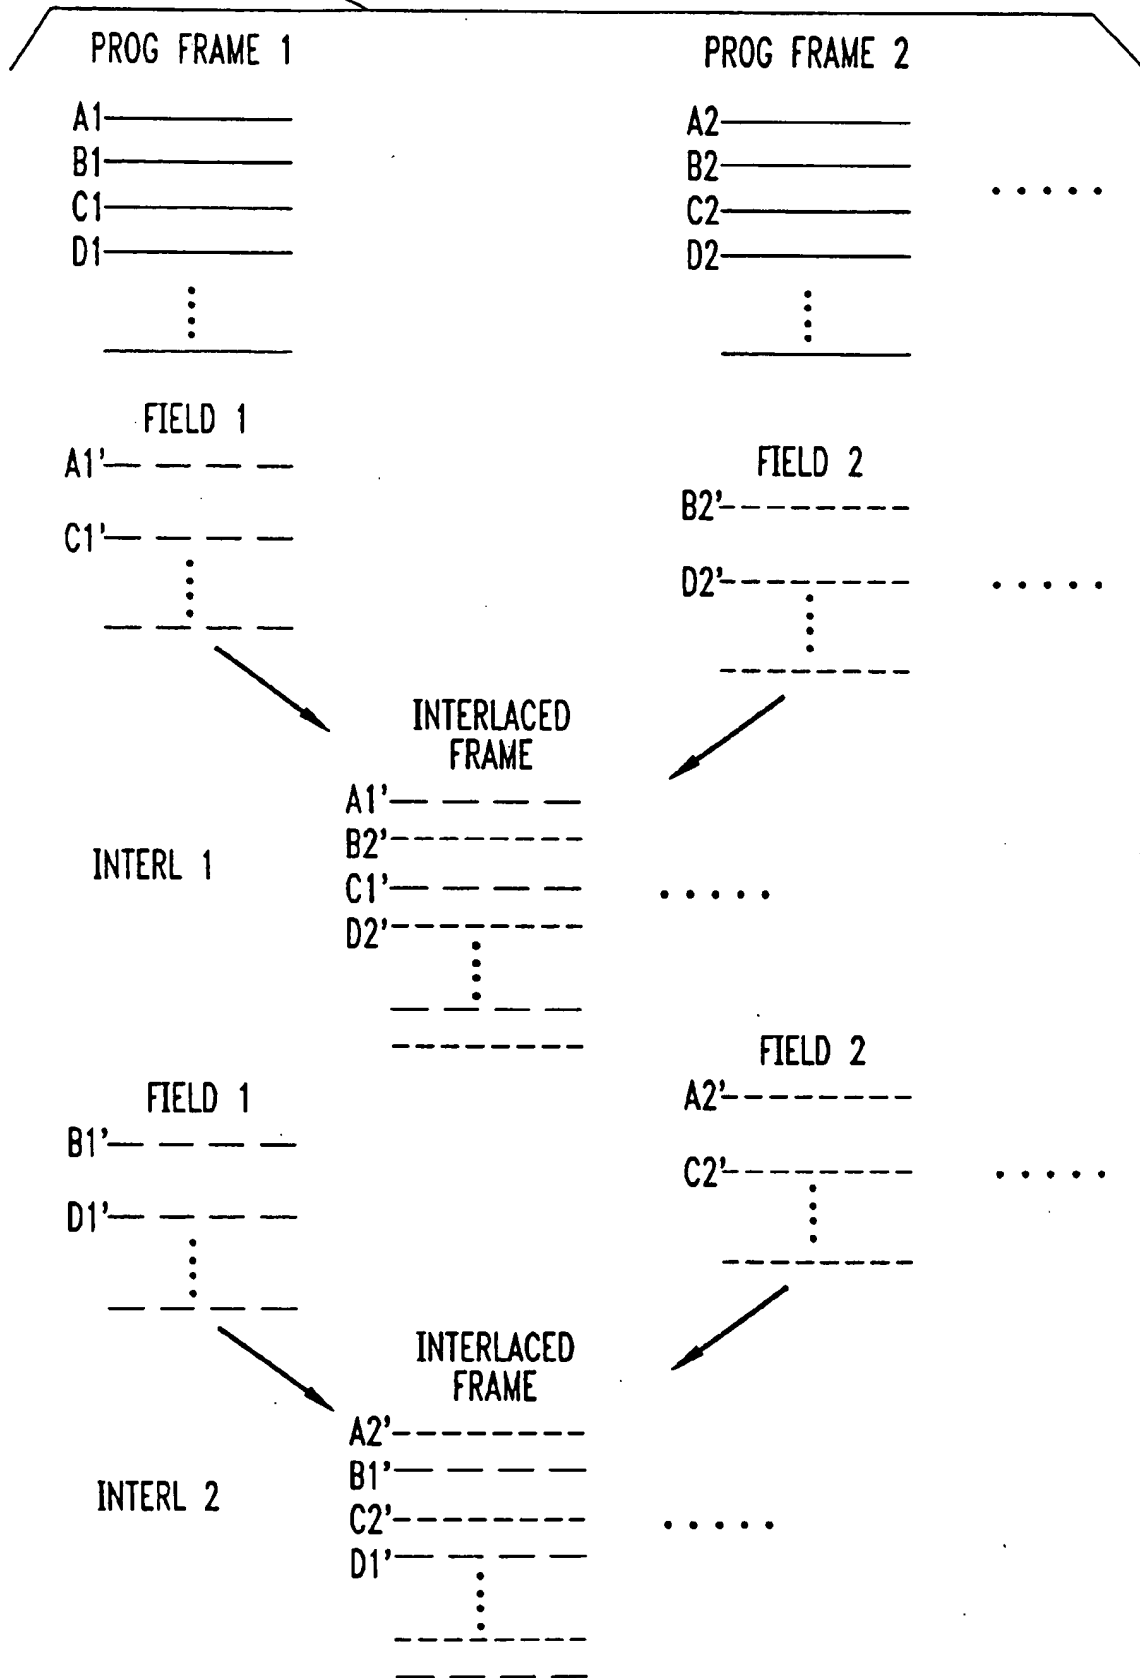 PROG FRAME 1
A1
B1
C1
D1
PROG FRAME 2
A2
B2
C2
D2
FIELD 1
A1'
C1'
FIELD 2
B2'
D2'
INTERLACED
FRAME
INTERL 1
A1'
B2'
C1'
D2'
FIELD 1
B1'
D1'
FIELD 2
A2'
C2'
INTERLACED
FRAME
INTERL 2
A2'
B1'
C2'
D1'